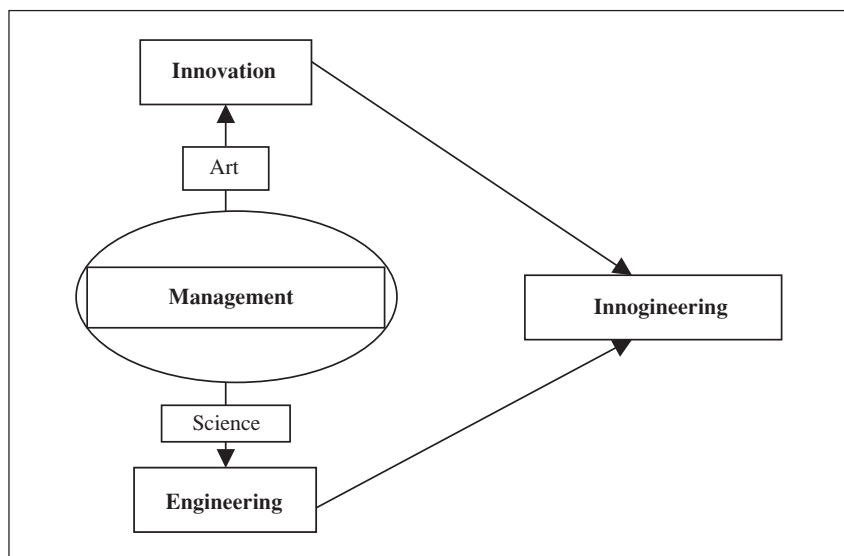 Innovation
Art
Management
Innogineering
Science
Engineering